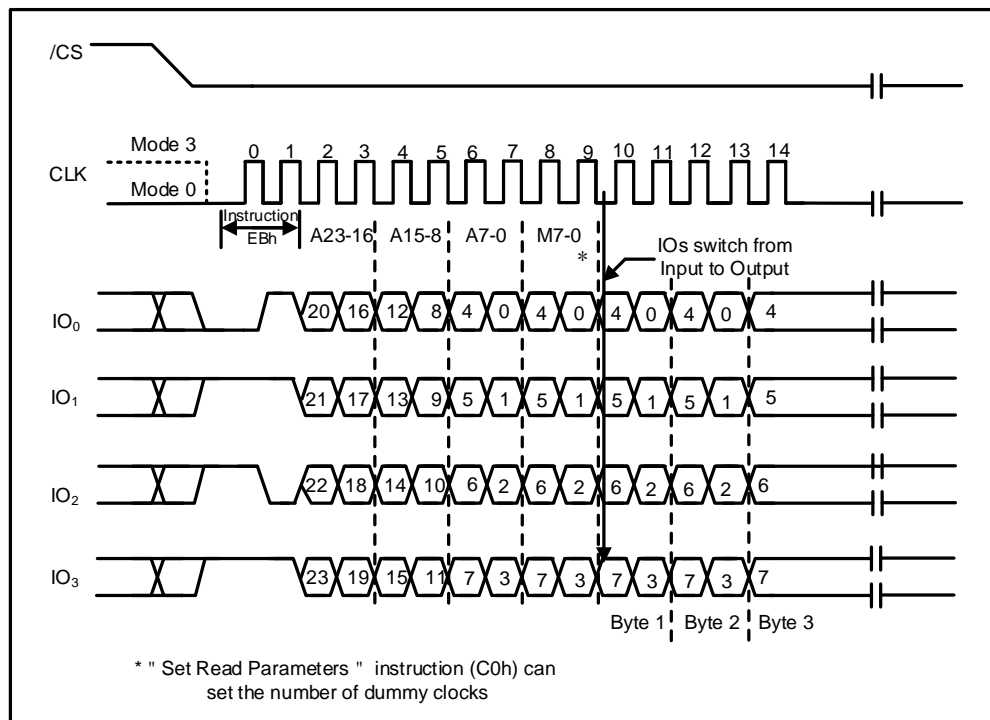 /CS
Mode 3
CLK
Mode 0
0 1 2 3 4 5 6 7 8 9 10 11 12 13 14
Instruction
EBh
A23-16 A15-8 A7-0 M7-0
*
IOs switch from
Input to Output
IO0
20 16 12 8 4 0 4 0 4 0 4 0 4
IO1
21 17 13 9 5 1 5 1 5 1 5 1 5
IO2
22 18 14 10 6 2 6 2 6 2 6 2 6
IO3
23 19 15 11 7 3 7 3 7 3 7 3 7
Byte 1 Byte 2 Byte 3
* " Set Read Parameters " instruction (C0h) can
set the number of dummy clocks